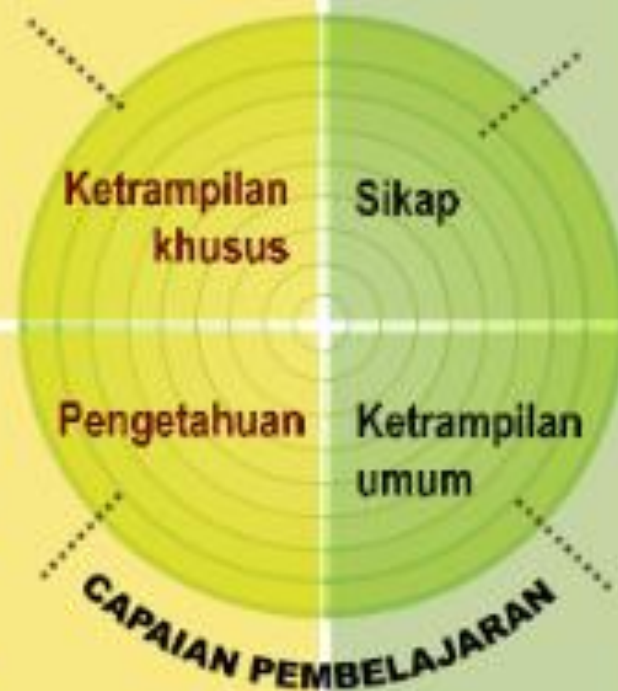 Ketrampilan
khusus
Sikap
Pengetahuan
Ketrampilan
umum
CAPAIAN PEMBELAJARAN